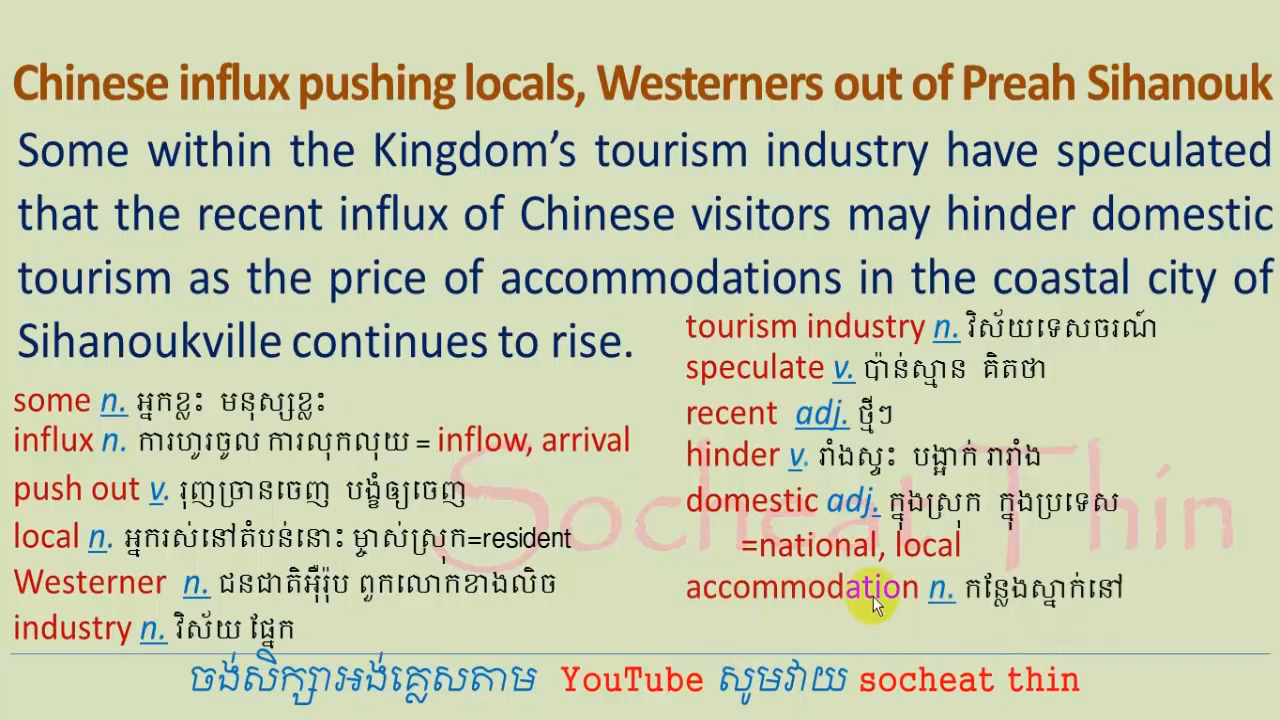 Chinese influx pushing locals, Westerners out of Preah Sihanouk
Some within the Kingdom’s tourism industry have speculated
that the recent influx of Chinese visitors may hinder domestic
tourism as the price of accommodations in the coastal city of
Sihanoukville continues to rise.
some n. អ្នកខ្លះ មនុស្សខ្លះ
influx n. ការហូរចូល ការលុកលុយ = inflow, arrival
push out v. រុញច្រានចេញ បង្ខំឲ្យចេញ
local n. អ្នករស់នៅតំបន់នោះ ម្ចាស់ស្រុក=resident
Westerner n. ជនជាតិអឺរ៉ុប ពួកលោកខាងលិច
industry n. វិស័យ ផ្នែក
tourism industry n. វិស័យទេសចរណ៍
speculate v. ប៉ាន់ស្មាន គិតថា
recent adj. ថ្មីៗ
hinder v. រាំងស្ទះ បង្អាក់ រារាំង
domestic adj. ក្នុងស្រុក ក្នុងប្រទេស
=national, local
accommodation n. កន្លែងស្នាក់នៅ
Socheat Thin
ចង់សិក្សាអង់គ្លេសតាម YouTube សូមវាយ socheat thin